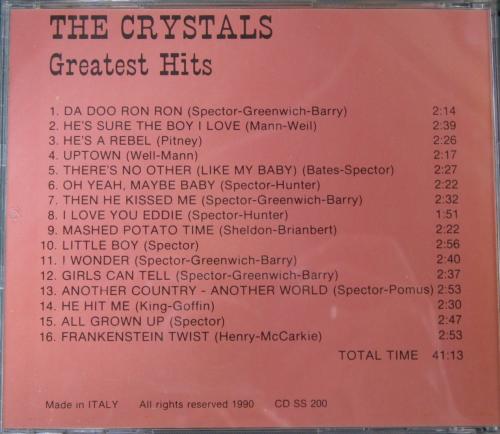 THE CRYSTALS
Greatest Hits
1. DA DOO RON RON (Spector-Greenwich-Barry) 2:14
2. HE'S SURE THE BOY I LOVE (Mann-Weil) 2:39
3. HE'S A REBEL (Pitney) 2:26
4. UPTOWN (Well-Mann) 2:17
5. THERE'S NO OTHER (LIKE MY BABY) (Bates-Spector) 2:27
6. OH YEAH, MAYBE BABY (Spector-Hunter) 2:22
7. THEN HE KISSED ME (Spector-Greenwich-Barry) 2:32
8. I LOVE YOU EDDIE (Spector-Hunter) 1:51
9. MASHED POTATO TIME (Sheldon-Brianbert) 2:22
10. LITTLE BOY (Spector) 2:56
11. I WONDER (Spector-Greenwich-Barry) 2:40
12. GIRLS CAN TELL (Spector-Greenwich-Barry) 2:37
13. ANOTHER COUNTRY - ANOTHER WORLD (Spector-Pomus) 2:53
14. HE HIT ME (King-Goffin) 2:30
15. ALL GROWN UP (Spector) 2:47
16. FRANKENSTEIN TWIST (Henry-McCarkie) 2:53
TOTAL TIME 41:13
Made in ITALY All rights reserved 1990 CD SS 200